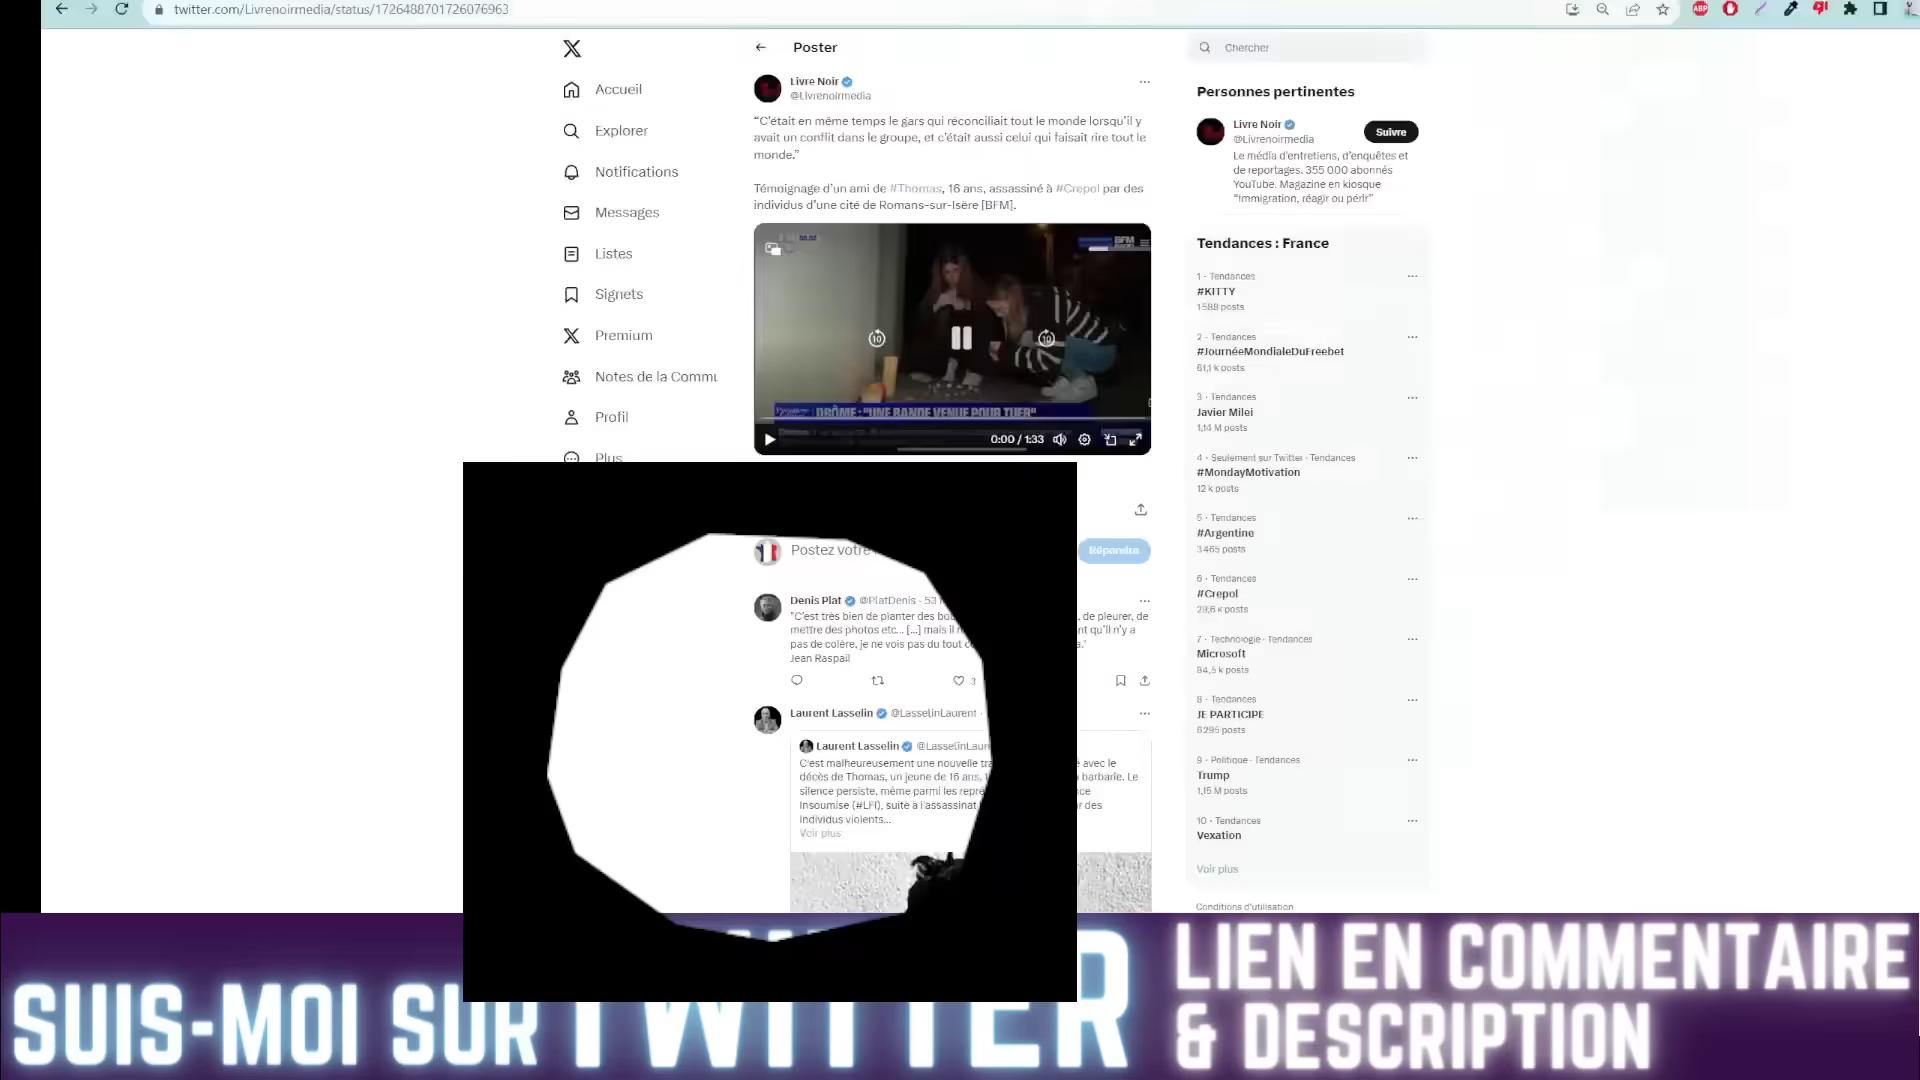 twitter.com/Livrenoirmedia/status/1726488701726076963
Accueil
Explorer
Notifications
Messages
Listes
Signets
Premium
Notes de la Commu
Profil
Plus
Poster
Livre Noir
@Livrenoirmedia
“C’était en même temps le gars qui réconciliait tout le monde lorsqu’il y
avait un conflit dans le groupe, et c’était aussi celui qui faisait rire tout le
monde.”
Témoignage d’un ami de #Thomas, 16 ans, assassiné à #Crepol par des
individus d’une cité de Romans-sur-Isère [BFM].
BFM
10
10
DRÔME : "UNE BANDE VENUE POUR TUER"
0:00 / 1:33
Postez votre
Répondre
Denis Plat @PlatDenis · 53
"C’est très bien de planter des bou , de pleurer, de
mettre des photos etc... [...] mais il nt qu’il n’y a
pas de colère, je ne vois pas du tout c a."
Jean Raspail
3
Laurent Lasselin @LasselinLaurent ·
Laurent Lasselin @LasselinLaure
C’est malheureusement une nouvelle tra avec le
décès de Thomas, un jeune de 16 ans, barbarie. Le
silence persiste, même parmi les repré nce
Insoumise (#LFI), suite à l’assassinat r des
individus violents...
Voir plus
Chercher
Personnes pertinentes
Livre Noir
@Livrenoirmedia
Suivre
Le média d’entretiens, d’enquêtes et
de reportages. 355 000 abonnés
YouTube. Magazine en kiosque
“Immigration, réagir ou périr”
Tendances : France
1 · Tendances
#KITTY
1 588 posts
2 · Tendances
#JournéeMondialeDuFreebet
61,1 k posts
3 · Tendances
Javier Milei
1,14 M posts
4 · Seulement sur Twitter · Tendances
#MondayMotivation
12 k posts
5 · Tendances
#Argentine
3 465 posts
6 · Tendances
#Crepol
29,6 k posts
7 · Technologie · Tendances
Microsoft
84,5 k posts
8 · Tendances
JE PARTICIPE
6 295 posts
9 · Politique · Tendances
Trump
1,15 M posts
10 · Tendances
Vexation
Voir plus
Conditions d’utilisation
SUIS-MOI SUR TWITTER
LIEN EN COMMENTAIRE
& DESCRIPTION